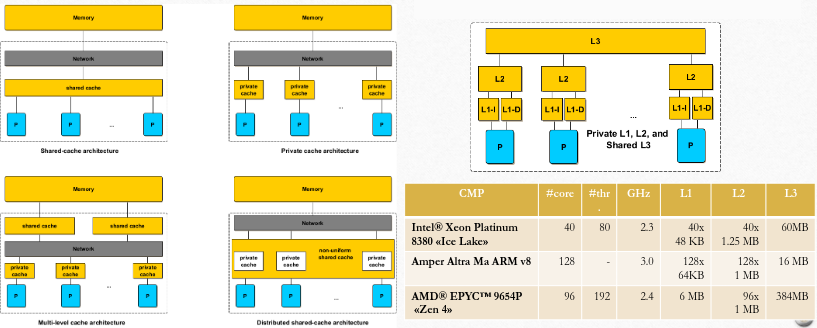 Memory
Network
shared cache
P P ... P
Shared-cache architecture
Memory
Network
private cache private cache private cache
...
P P P
Private cache architecture
Memory
shared cache shared cache
Network
private cache private cache private cache
...
P P P
Multi-level cache architecture
Memory
Network
non-uniform shared cache
private cache private cache private cache
P P ... P
Distributed shared-cache architecture
L3
L2 L2 L2
L1-I L1-D L1-I L1-D L1-I L1-D
...
P P P
Private L1, L2, and
Shared L3
CMP #core #thr. GHz L1 L2 L3
Intel® Xeon Platinum 8380 «Ice Lake» 40 80 2.3 40x 48 KB 40x 1.25 MB 60MB
Amper Altra Ma ARM v8 128 - 3.0 128x 64KB 128x 1 MB 16 MB
AMD® EPYC™ 9654P «Zen 4» 96 192 2.4 6 MB 96x 1 MB 384MB